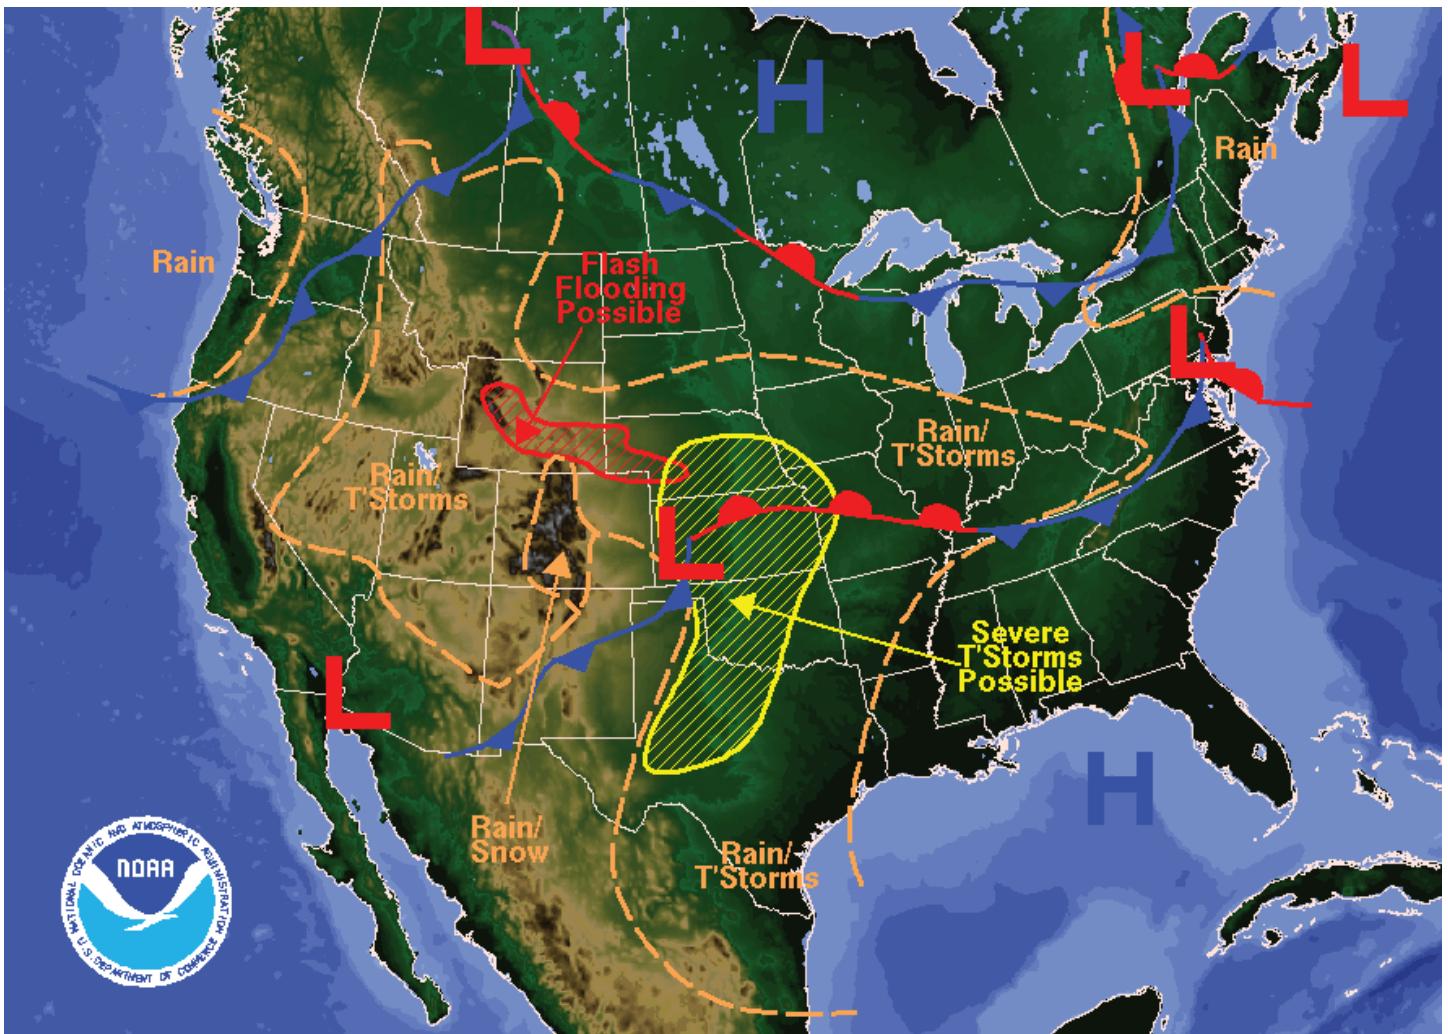 L
L
L
H
Rain
Rain
Flash
Flooding
Possible
L
Rain/
T'Storms
Rain/
T'Storms
L
Severe
T'Storms
Possible
L
H
Rain/
Snow
Rain/
T'Storms
NATIONAL OCEANIC AND ATMOSPHERIC ADMINISTRATION
NOAA
U.S. DEPARTMENT OF COMMERCE